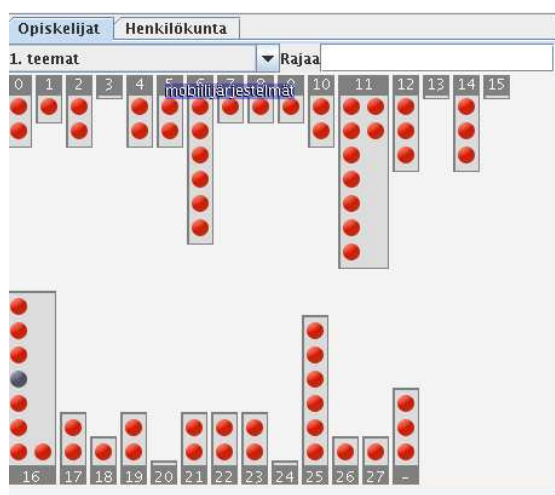 Opiskelijat Henkilökunta
1. teemat Rajaa
0 1 2 3 4 5 6 7 8 9 10 11 12 13 14 15
mobiilijärjestelmät
16 17 18 19 20 21 22 23 24 25 26 27 -